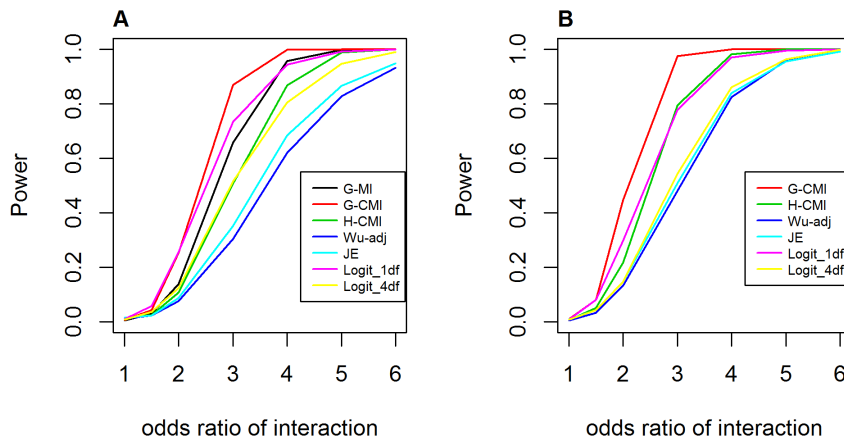 A
Power
1.0
0.8
0.6
0.4
0.2
0.0
G-MI
G-CMI
H-CMI
Wu-adj
JE
Logit_1df
Logit_4df
1 2 3 4 5 6
odds ratio of interaction
B
Power
1.0
0.8
0.6
0.4
0.2
0.0
G-CMI
H-CMI
Wu-adj
JE
Logit_1df
Logit_4df
1 2 3 4 5 6
odds ratio of interaction